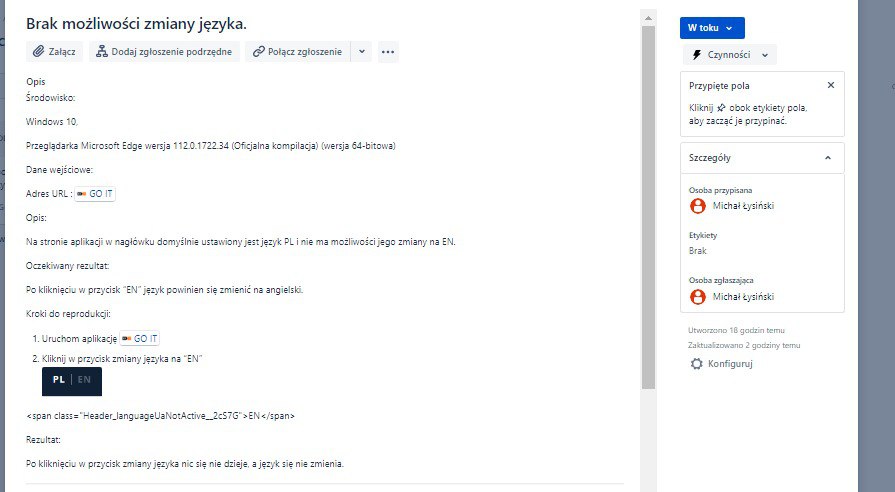 Brak możliwości zmiany języka.
Załącz
Dodaj zgłoszenie podrzędne
Połącz zgłoszenie
Opis
Środowisko:
Windows 10,
Przeglądarka Microsoft Edge wersja 112.0.1722.34 (Oficjalna kompilacja) (wersja 64-bitowa)
Dane wejściowe:
Adres URL : GO IT
Opis:
Na stronie aplikacji w nagłówku domyślnie ustawiony jest język PL i nie ma możliwości jego zmiany na EN.
Oczekiwany rezultat:
Po kliknięciu w przycisk “EN” język powinien się zmienić na angielski.
Kroki do reprodukcji:
1. Uruchom aplikację GO IT
2. Kliknij w przycisk zmiany języka na “EN”
PL | EN
<span class="Header_languageUaNotActive__2cS7G">EN</span>
Rezultat:
Po kliknięciu w przycisk zmiany język nic się nie dzieje, a język się nie zmienia.
W toku
Czynności
Przypięte pola
Kliknij obok etykiety pola,
aby zacząć je przypinać.
Szczegóły
Osoba przypisana
Michał Łysiński
Etykiety
Brak
Osoba zgłaszająca
Michał Łysiński
Utworzono 18 godzin temu
Zaktualizowano 2 godziny temu
Konfiguruj